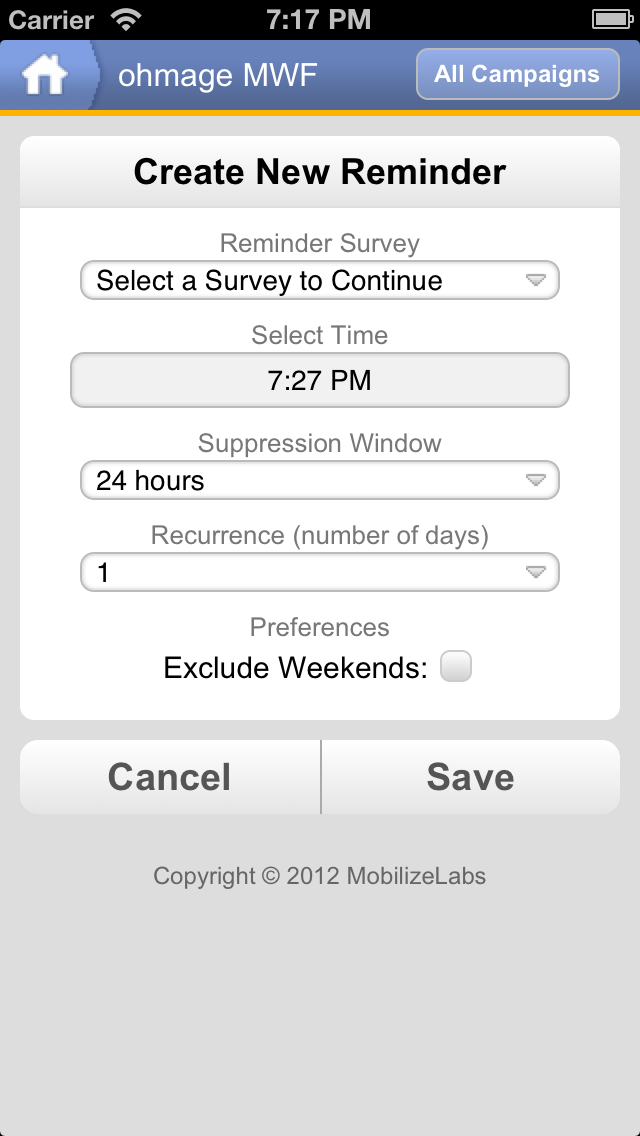 Carrier 7:17 PM
ohmage MWF All Campaigns
Create New Reminder
Reminder Survey
Select a Survey to Continue
Select Time
7:27 PM
Suppression Window
24 hours
Recurrence (number of days)
1
Preferences
Exclude Weekends:
Cancel Save
Copyright © 2012 MobilizeLabs